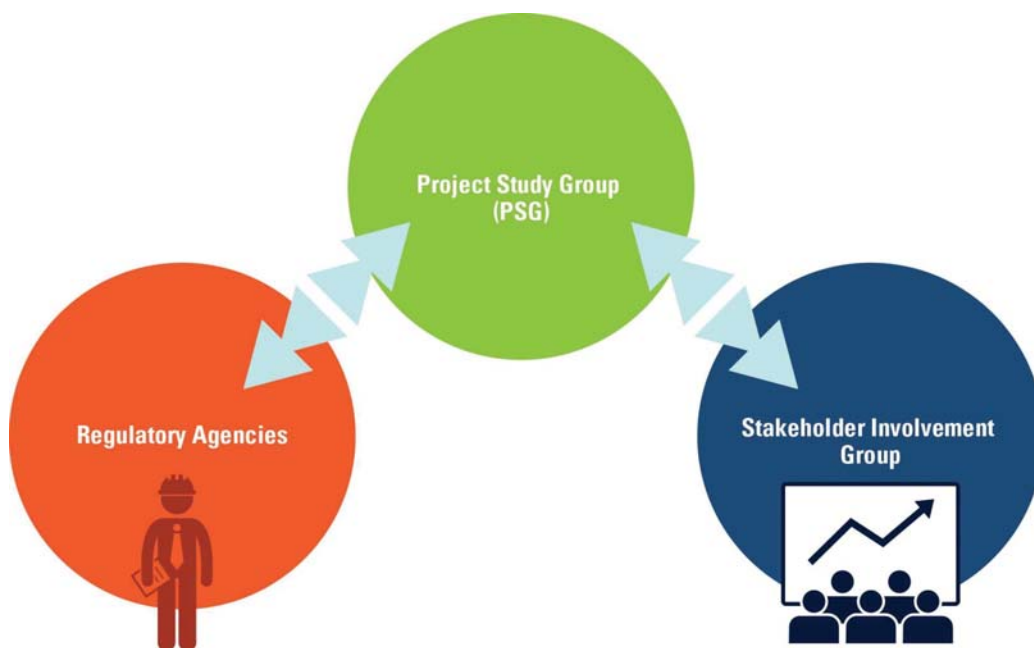 Project Study Group
(PSG)
Regulatory Agencies
Stakeholder Involvement
Group